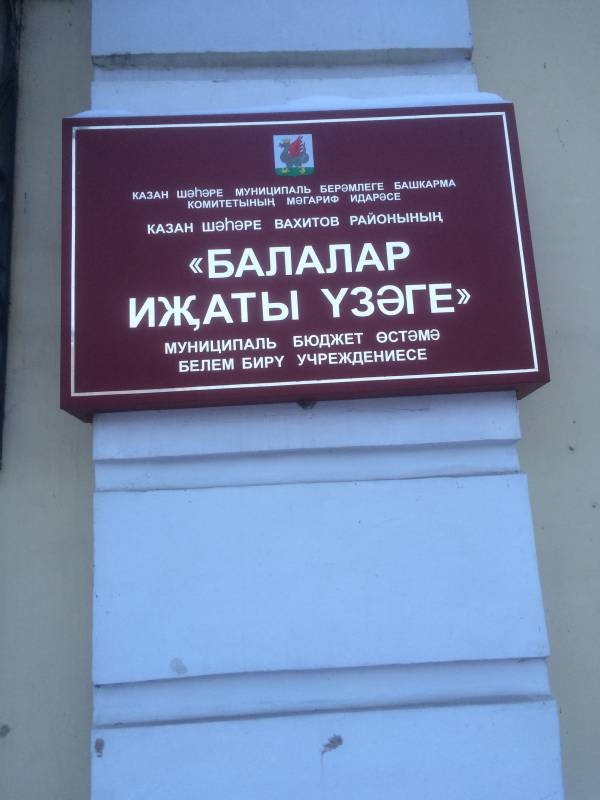 КАЗАН ШӘҺӘРЕ МУНИЦИПАЛЬ БЕРӘМЛЕГЕ БАШКАРМА
КОМИТЕТЫНЫҢ МӘГАРИФ ИДАРӘСЕ
КАЗАН ШӘҺӘРЕ ВАХИТОВ РАЙОНЫНЫҢ
«БАЛАЛАР
ИҖАТЫ ҮЗӘГЕ»
МУНИЦИПАЛЬ БЮДЖЕТ ӨСТӘМӘ
БЕЛЕМ БИРҮ УЧРЕЖДЕНИЕСЕ